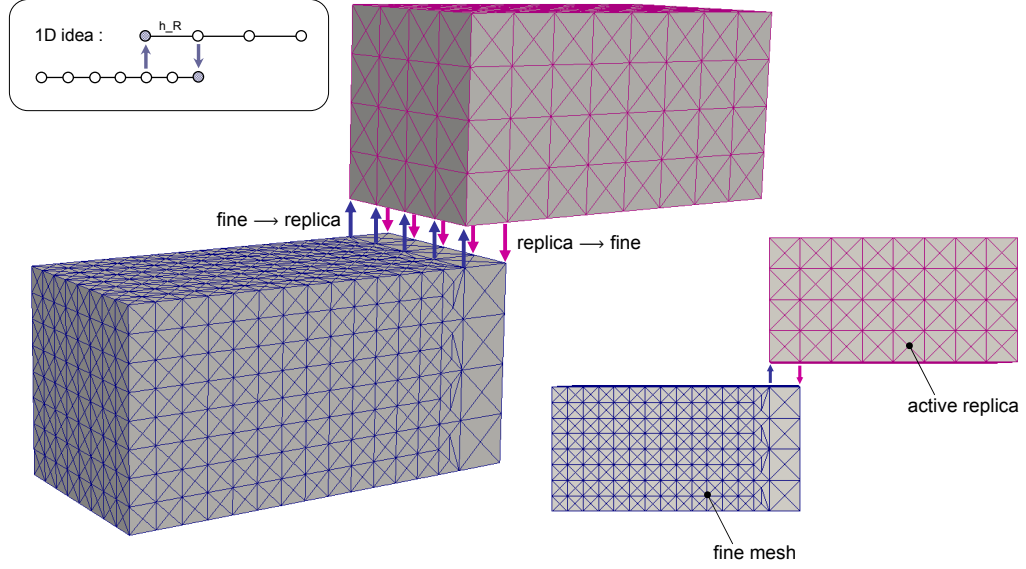 1D idea :
h_R
fine → replica
replica → fine
active replica
fine mesh